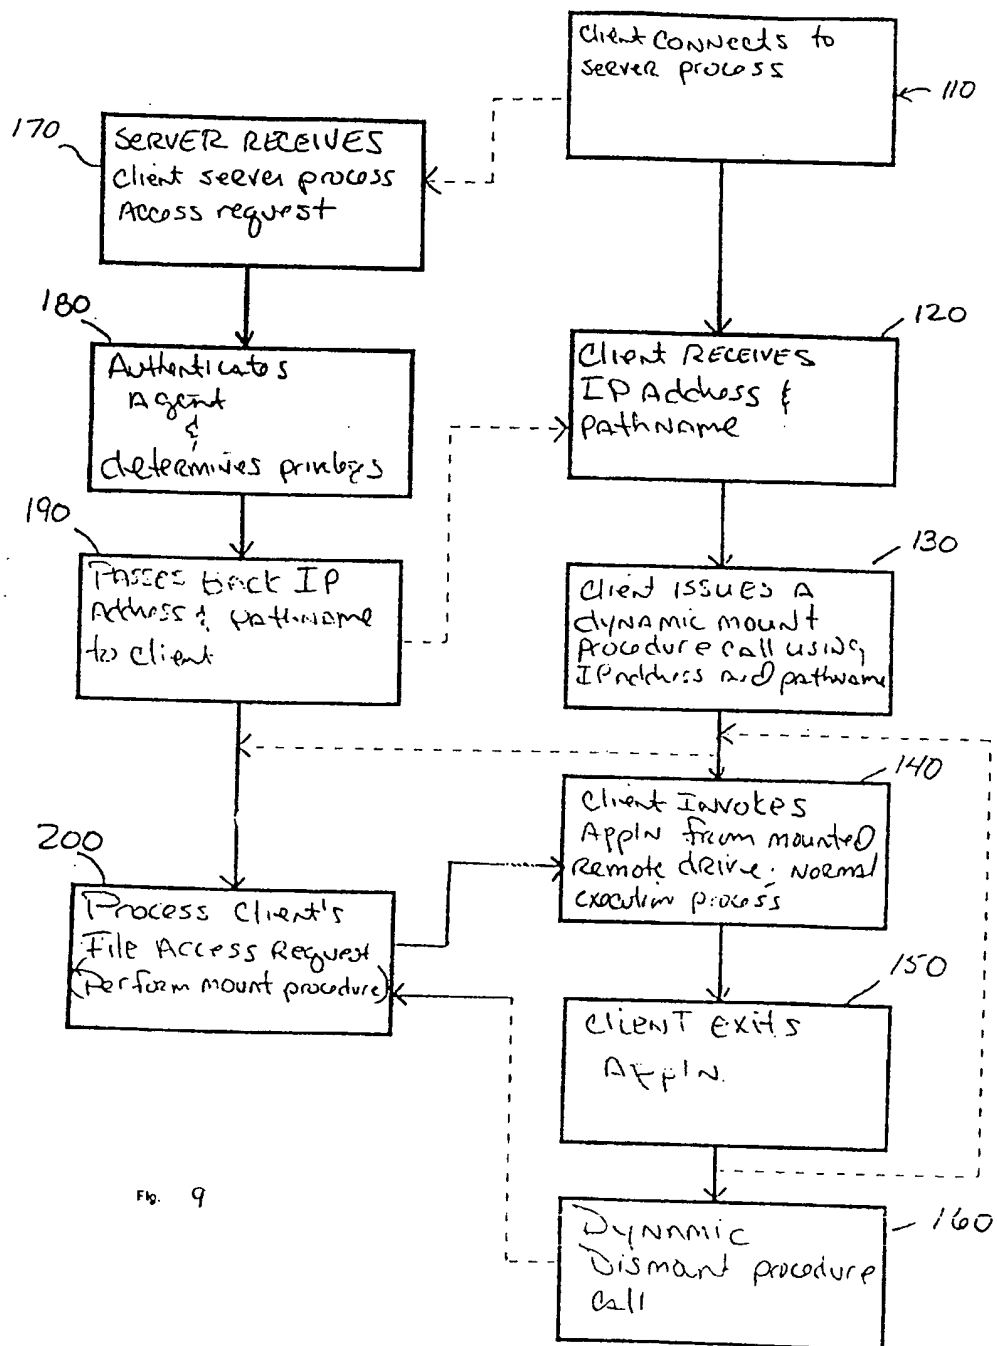 Client connects to
server process
110
170
SERVER RECEIVES
Client server process
Access request
180
Authenticates
Agent
&
determines privileges
120
Client RECEIVES
IP Address &
PATHNAME
190
PASSES back IP
Address & pathname
to client
130
Client ISSUES A
dynamic mount
Procedure call using
IP address and pathname
140
Client Invokes
Appln from mounted
Remote drive; normal
execution process
200
Process Client's
File Access Request
(Perform mount procedure)
150
Client Exits
Appln.
160
Dynamic
Dismant procedure
call
Fig. 9